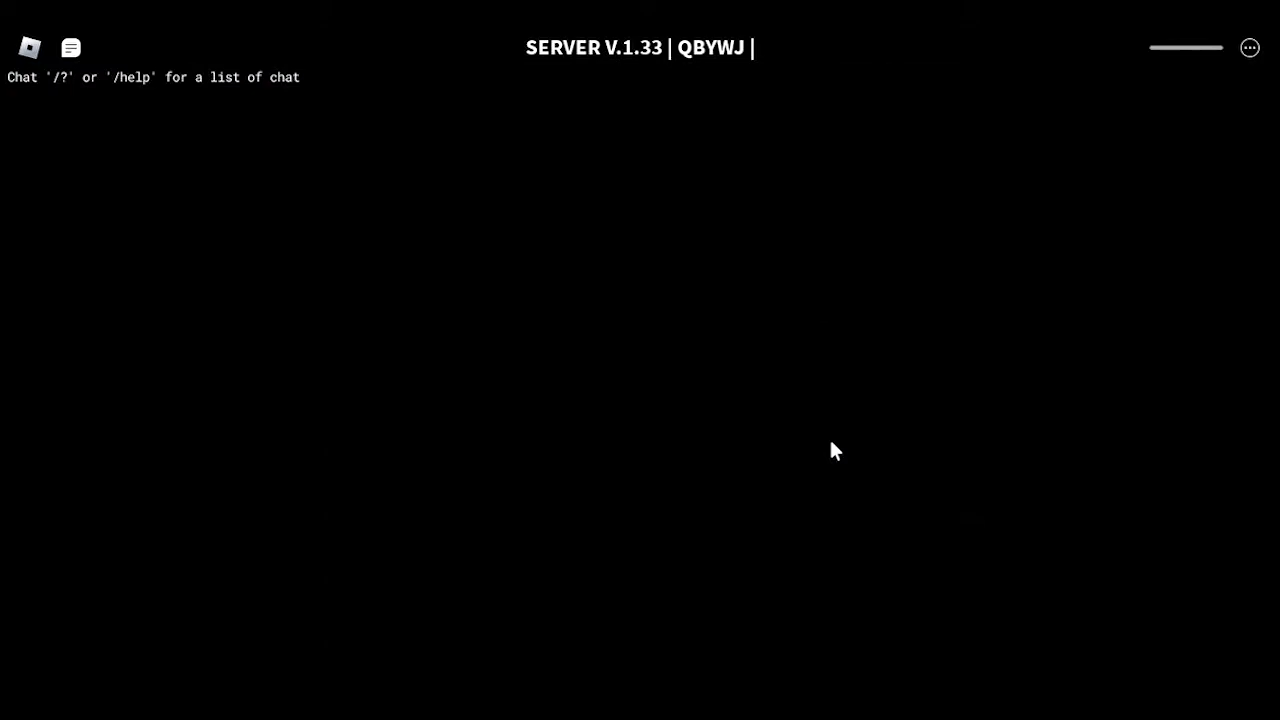 SERVER V.1.33 | QBYWJ |
Chat '/?' or '/help' for a list of chat